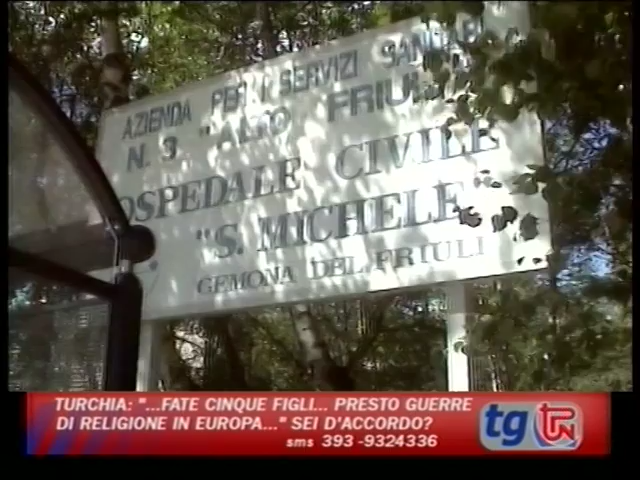 AZIENDA PER I SERVIZI SANITARI
N. 3 "ALTO FRIULI"
OSPEDALE CIVILE
"S. MICHELE"
GEMONA DEL FRIULI
TURCHIA: "...FATE CINQUE FIGLI... PRESTO GUERRE
DI RELIGIONE IN EUROPA..." SEI D'ACCORDO?
sms 393 -9324336
tg TPN